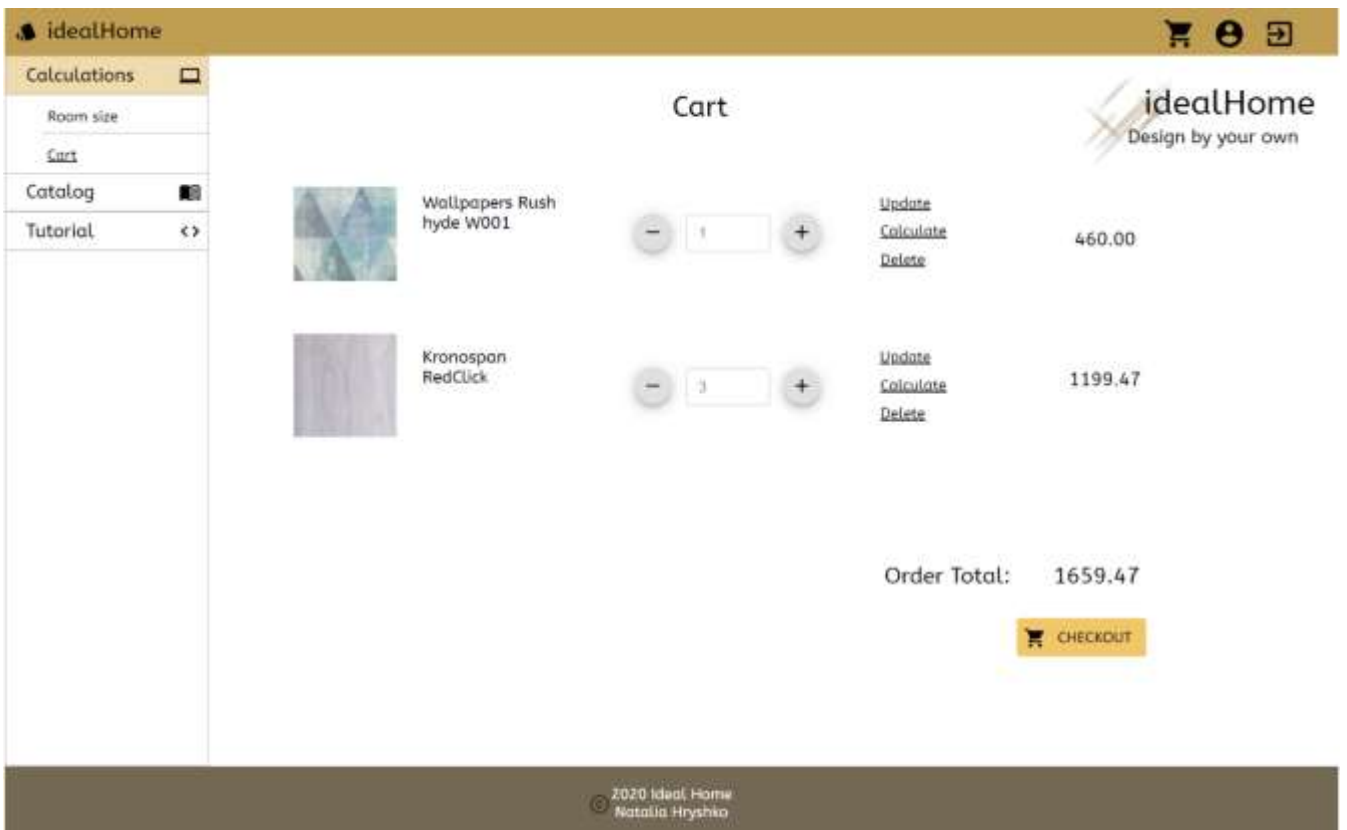 idealHome
Calculations
Room size
Cart
Catalog
Tutorial
Cart
idealHome
Design by your own
Wallpapers Rush
hyde W001
1
Update
Calculate
Delete
460.00
Kronospan
RedClick
3
Update
Calculate
Delete
1199.47
Order Total: 1659.47
CHECKOUT
© 2020 Ideal Home
Natalia Hryshko